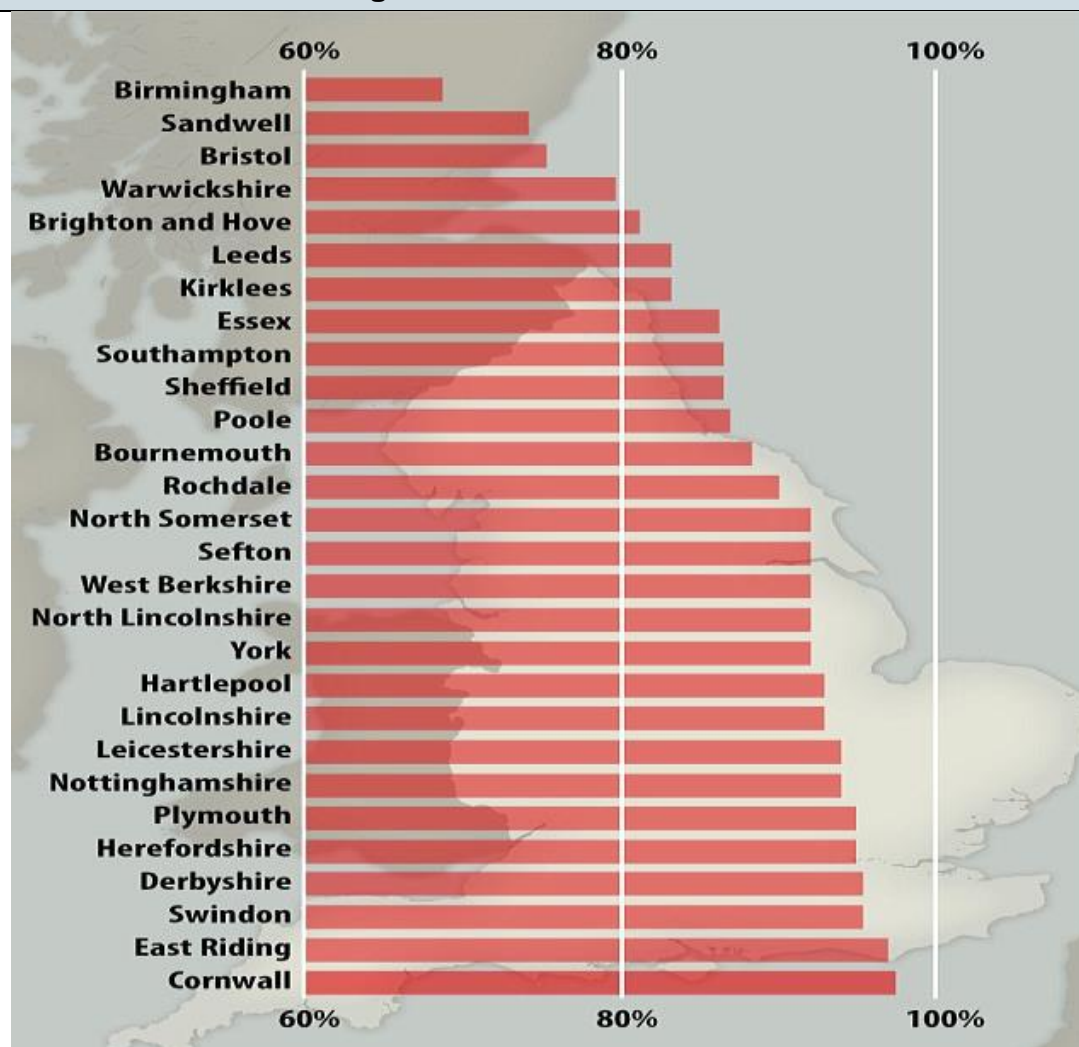 60% 80% 100%
Birmingham
Sandwell
Bristol
Warwickshire
Brighton and Hove
Leeds
Kirklees
Essex
Southampton
Sheffield
Poole
Bournemouth
Rochdale
North Somerset
Sefton
West Berkshire
North Lincolnshire
York
Hartlepool
Lincolnshire
Leicestershire
Nottinghamshire
Plymouth
Herefordshire
Derbyshire
Swindon
East Riding
Cornwall
60% 80% 100%